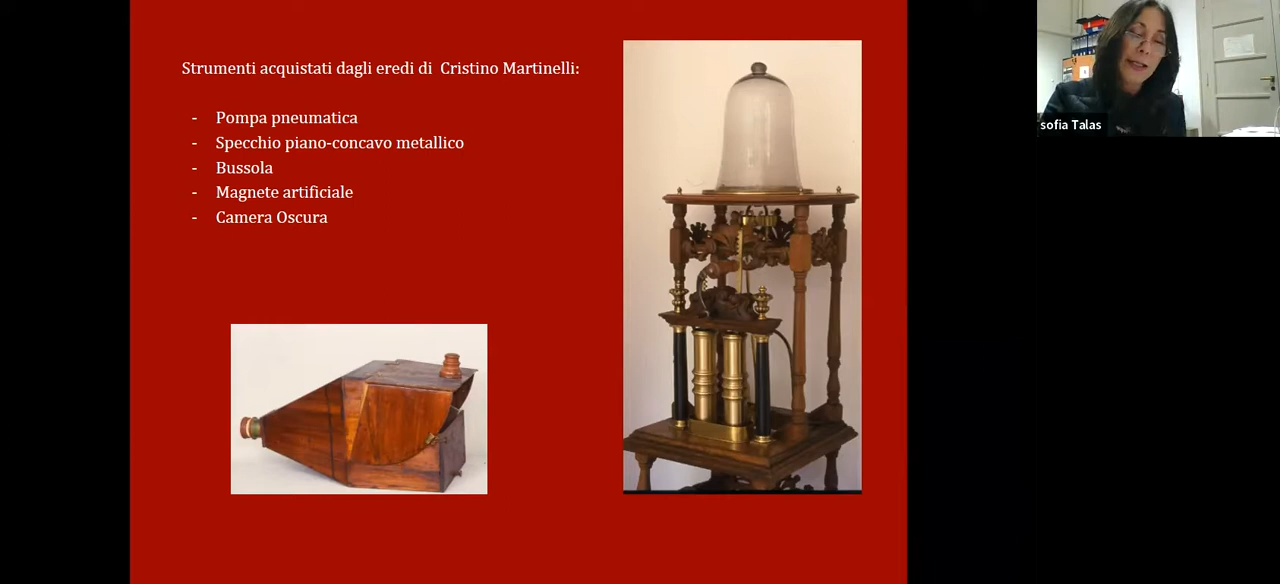 Strumenti acquistati dagli eredi di Cristino Martinelli:
- Pompa pneumatica
- Specchio piano-concavo metallico
- Bussola
- Magnete artificiale
- Camera Oscura
sofia Talas